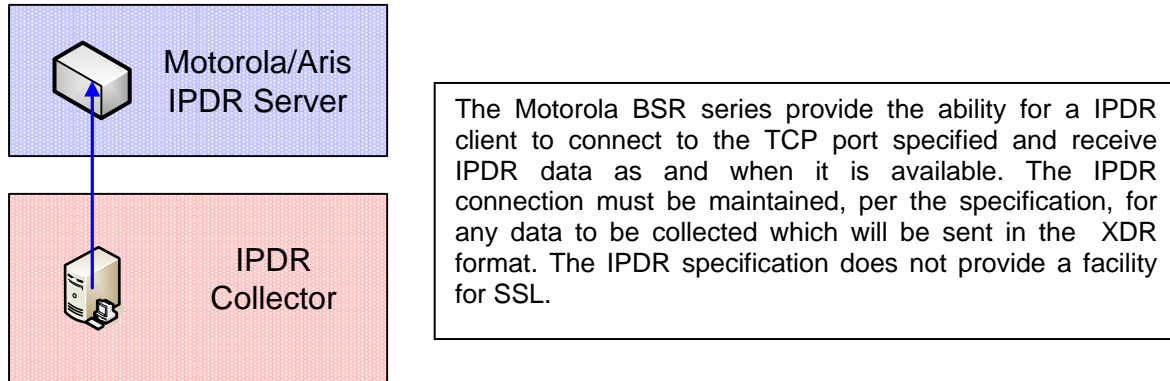 Motorola/Aris
IPDR Server
IPDR
Collector
The Motorola BSR series provide the ability for a IPDR
client to connect to the TCP port specified and receive
IPDR data as and when it is available. The IPDR
connection must be maintained, per the specification, for
any data to be collected which will be sent in the XDR
format. The IPDR specification does not provide a facility
for SSL.